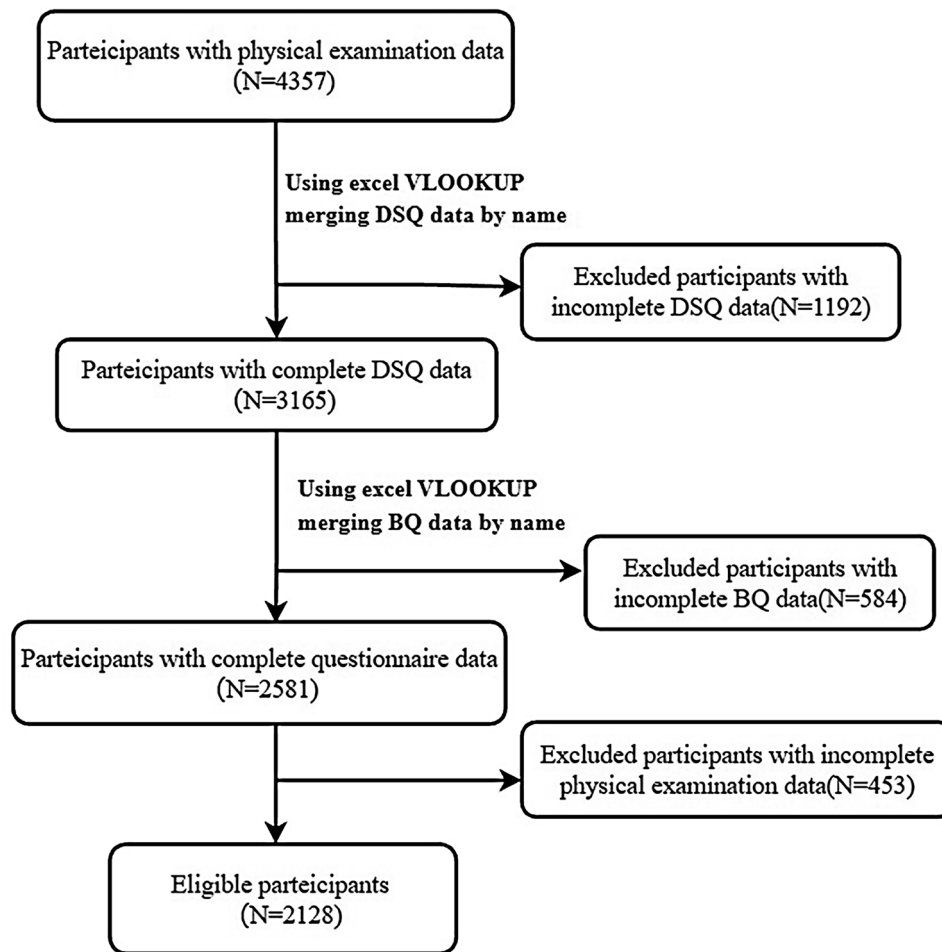 Parteicipants with physical examination data
(N=4357)
Using excel VLOOKUP
merging DSQ data by name
Excluded participants with
incomplete DSQ data(N=1192)
Parteicipants with complete DSQ data
(N=3165)
Using excel VLOOKUP
merging BQ data by name
Excluded participants with
incomplete BQ data(N=584)
Parteicipants with complete questionnaire data
(N=2581)
Excluded participants with incomplete
physical examination data(N=453)
Eligible parteicipants
(N=2128)